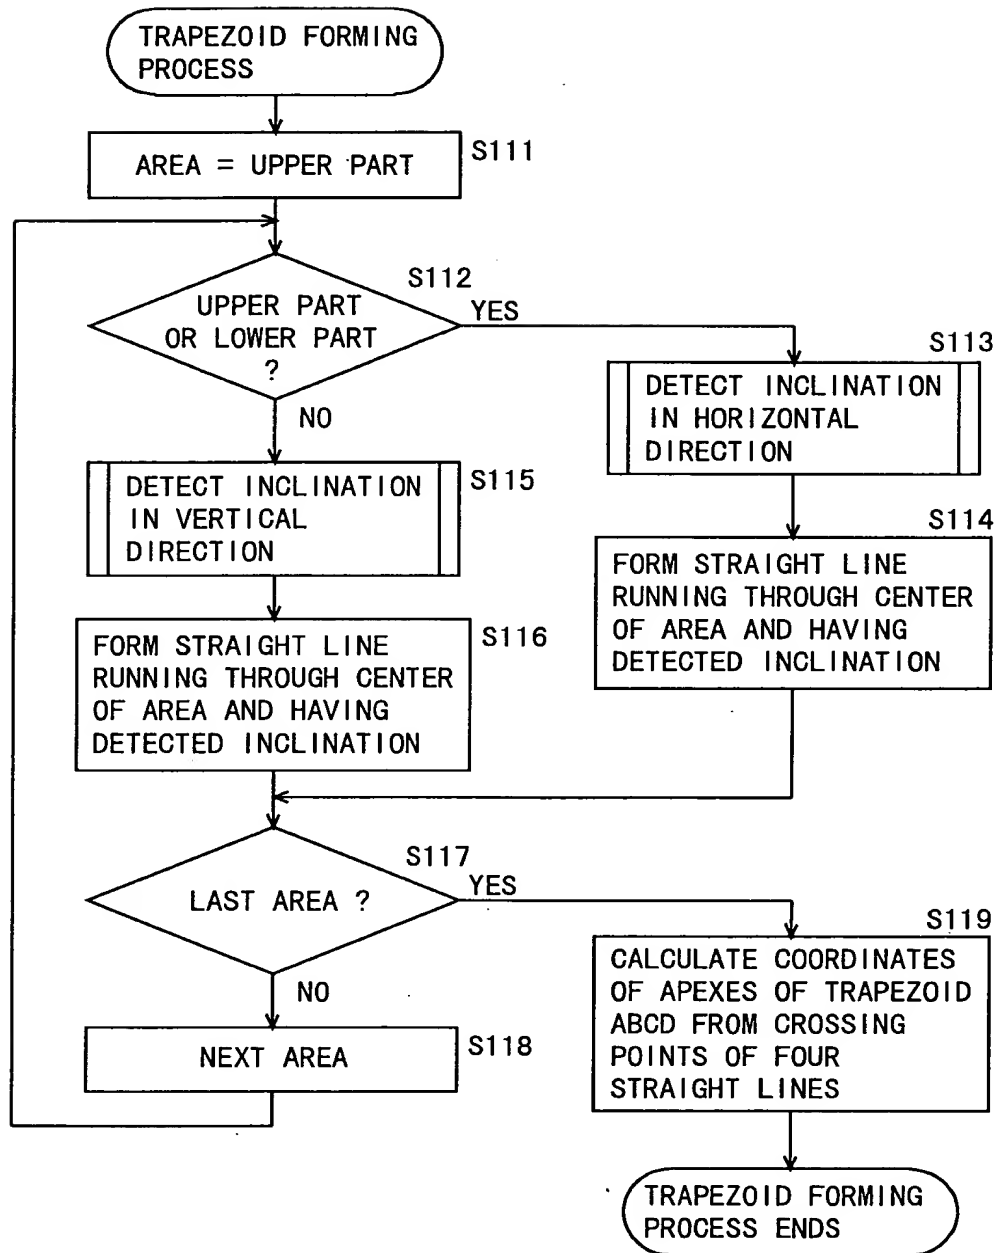 TRAPEZOID FORMING
PROCESS
AREA = UPPER PART
S111
S112
UPPER PART
OR LOWER PART
?
YES
NO
S113
DETECT INCLINATION
IN HORIZONTAL
DIRECTION
S115
DETECT INCLINATION
IN VERTICAL
DIRECTION
S114
FORM STRAIGHT LINE
RUNNING THROUGH CENTER
OF AREA AND HAVING
DETECTED INCLINATION
S116
FORM STRAIGHT LINE
RUNNING THROUGH CENTER
OF AREA AND HAVING
DETECTED INCLINATION
S117
LAST AREA ?
YES
NO
S118
NEXT AREA
S119
CALCULATE COORDINATES
OF APEXES OF TRAPEZOID
ABCD FROM CROSSING
POINTS OF FOUR
STRAIGHT LINES
TRAPEZOID FORMING
PROCESS ENDS